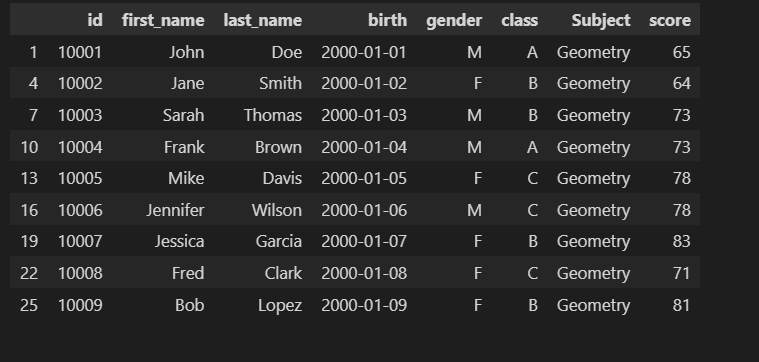 id first_name last_name birth gender class Subject score
1 10001 John Doe 2000-01-01 M A Geometry 65
4 10002 Jane Smith 2000-01-02 F B Geometry 64
7 10003 Sarah Thomas 2000-01-03 M B Geometry 73
10 10004 Frank Brown 2000-01-04 M A Geometry 73
13 10005 Mike Davis 2000-01-05 F C Geometry 78
16 10006 Jennifer Wilson 2000-01-06 M C Geometry 78
19 10007 Jessica Garcia 2000-01-07 F B Geometry 83
22 10008 Fred Clark 2000-01-08 F C Geometry 71
25 10009 Bob Lopez 2000-01-09 F B Geometry 81